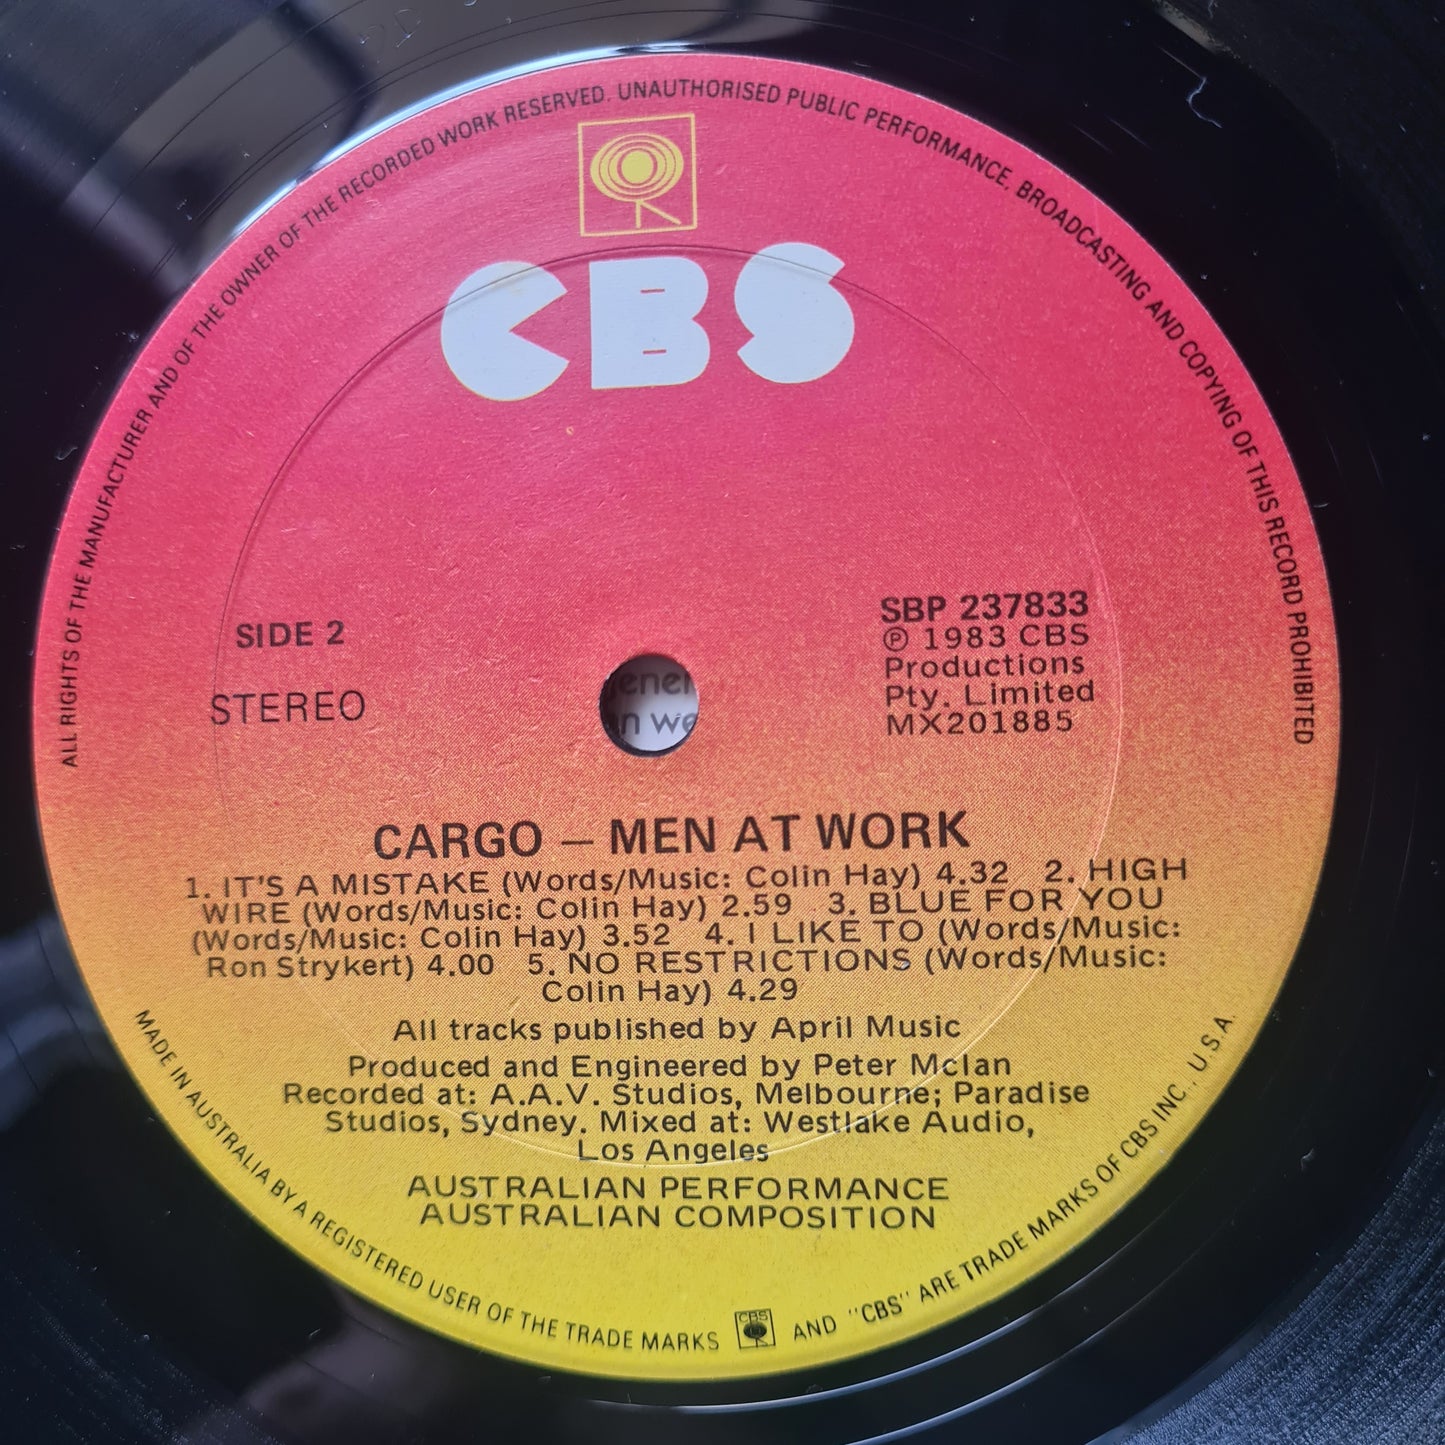 ALL RIGHTS OF THE MANUFACTURER AND OF THE OWNER OF THE RECORDED WORK RESERVED. UNAUTHORISED PUBLIC PERFORMANCE, BROADCASTING AND COPYING OF THIS RECORD PROHIBITED
CBS
SIDE 2
STEREO
SBP 237833
Ⓟ 1983 CBS
Productions
Pty. Limited
MX201885
CARGO — MEN AT WORK
1. IT'S A MISTAKE (Words/Music: Colin Hay) 4.32 2. HIGH
WIRE (Words/Music: Colin Hay) 2.59 3. BLUE FOR YOU
(Words/Music: Colin Hay) 3.52 4. I LIKE TO (Words/Music:
Ron Strykert) 4.00 5. NO RESTRICTIONS (Words/Music:
Colin Hay) 4.29
All tracks published by April Music
Produced and Engineered by Peter McIan
Recorded at: A.A.V. Studios, Melbourne; Paradise
Studios, Sydney. Mixed at: Westlake Audio,
Los Angeles
AUSTRALIAN PERFORMANCE
AUSTRALIAN COMPOSITION
MADE IN AUSTRALIA BY A REGISTERED USER OF THE TRADE MARKS CBS AND "CBS" ARE TRADE MARKS OF CBS INC., U.S.A.